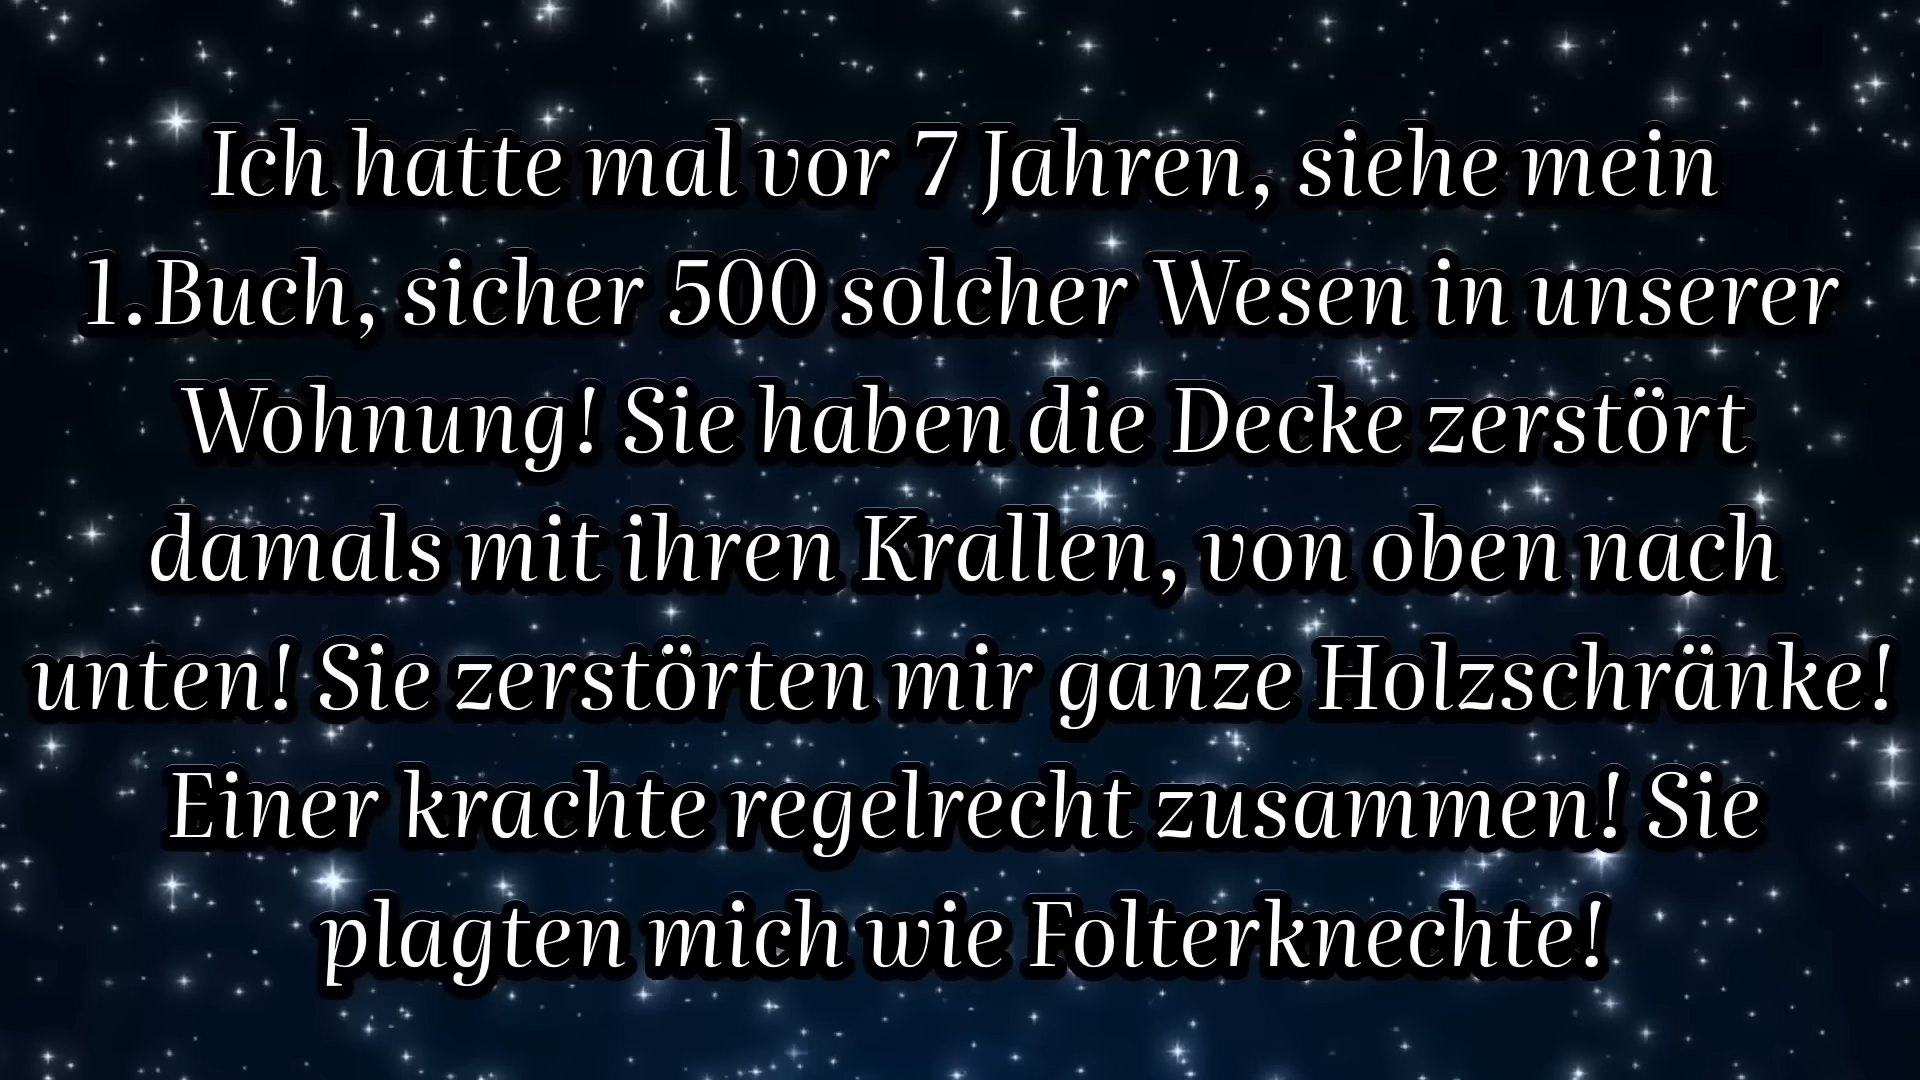 Ich hatte mal vor 7 Jahren, siehe mein
1.Buch, sicher 500 solcher Wesen in unserer
Wohnung! Sie haben die Decke zerstört
damals mit ihren Krallen, von oben nach
unten! Sie zerstörten mir ganze Holzschränke!
Einer krachte regelrecht zusammen! Sie
plagten mich wie Folterknechte!